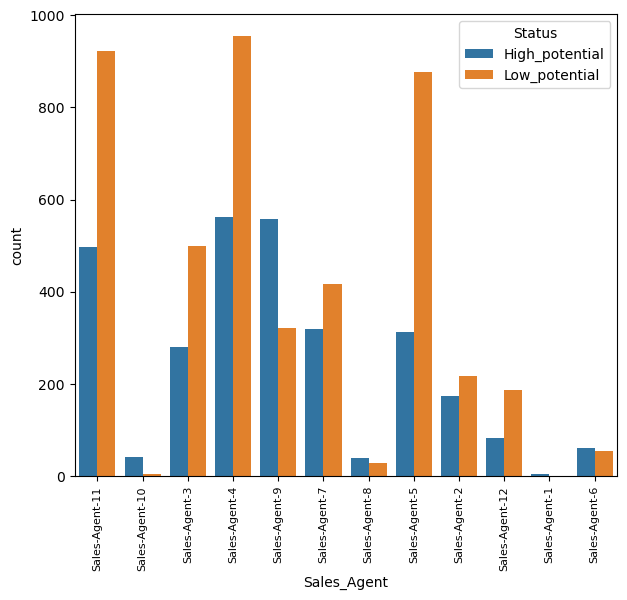 Status
High_potential
Low_potential
1000
800
600
400
200
0
count
Sales-Agent-11
Sales-Agent-10
Sales-Agent-3
Sales-Agent-4
Sales-Agent-9
Sales-Agent-7
Sales-Agent-8
Sales-Agent-5
Sales-Agent-2
Sales-Agent-12
Sales-Agent-1
Sales-Agent-6
Sales_Agent